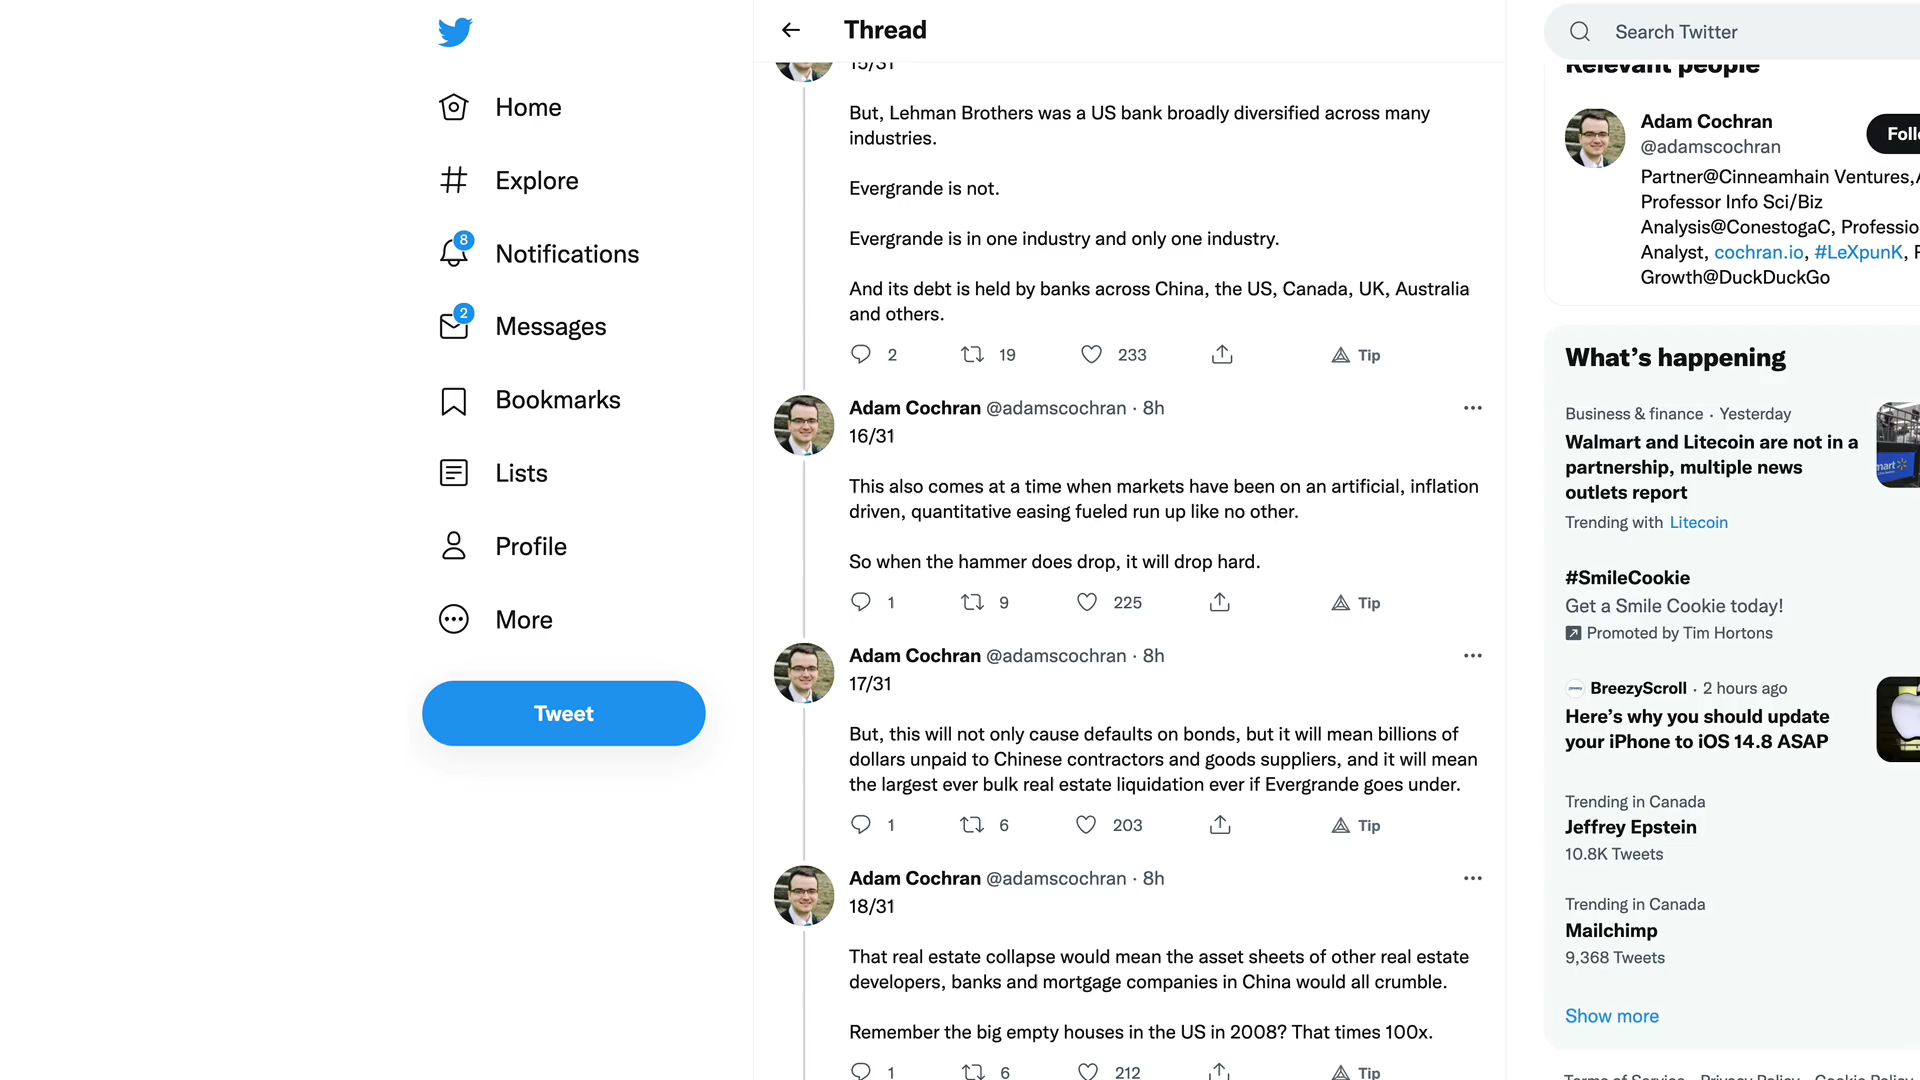 Home
Explore
8
Notifications
2
Messages
Bookmarks
Lists
Profile
More
Tweet
Thread
15/31
But, Lehman Brothers was a US bank broadly diversified across many
industries.
Evergrande is not.
Evergrande is in one industry and only one industry.
And its debt is held by banks across China, the US, Canada, UK, Australia
and others.
2 19 233 Tip
Adam Cochran @adamscochran · 8h
16/31
This also comes at a time when markets have been on an artificial, inflation
driven, quantitative easing fueled run up like no other.
So when the hammer does drop, it will drop hard.
1 9 225 Tip
Adam Cochran @adamscochran · 8h
17/31
But, this will not only cause defaults on bonds, but it will mean billions of
dollars unpaid to Chinese contractors and goods suppliers, and it will mean
the largest ever bulk real estate liquidation ever if Evergrande goes under.
1 6 203 Tip
Adam Cochran @adamscochran · 8h
18/31
That real estate collapse would mean the asset sheets of other real estate
developers, banks and mortgage companies in China would all crumble.
Remember the big empty houses in the US in 2008? That times 100x.
1 6 212 Tip
Search Twitter
Relevant people
Adam Cochran
@adamscochran
Foll
Partner@Cinneamhain Ventures,
Professor Info Sci/Biz
Analysis@ConestogaC, Professio
Analyst, cochran.io, #LeXpunK,
Growth@DuckDuckGo
What's happening
Business & finance · Yesterday
Walmart and Litecoin are not in a
partnership, multiple news
outlets report
Trending with Litecoin
#SmileCookie
Get a Smile Cookie today!
Promoted by Tim Hortons
BreezyScroll · 2 hours ago
Here's why you should update
your iPhone to iOS 14.8 ASAP
Trending in Canada
Jeffrey Epstein
10.8K Tweets
Trending in Canada
Mailchimp
9,368 Tweets
Show more
Terms of Service Privacy Policy Cookie Policy